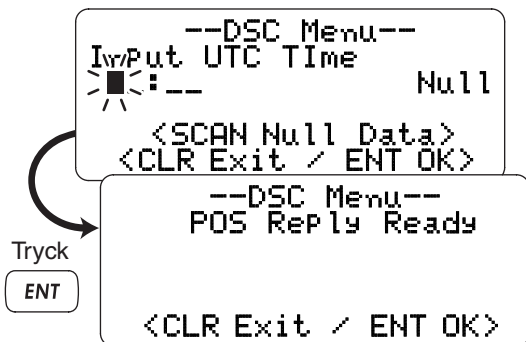 --DSC Menu--
Input UTC TIme
:__ Null
<SCAN Null Data>
<CLR Exit / ENT OK>
--DSC Menu--
POS Reply Ready
Tryck
ENT
<CLR Exit / ENT OK>